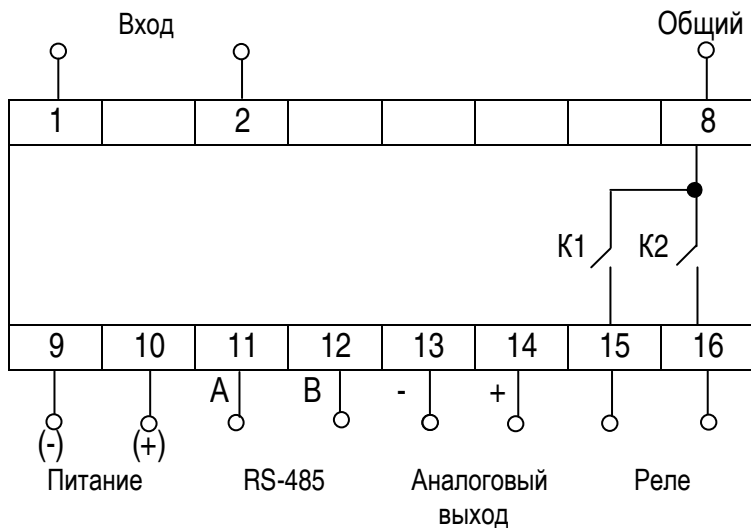 Вход Общий
1 2 8
К1 К2
9 10 11 12 13 14 15 16
А В - +
(-) (+)
Питание RS-485 Аналоговый Реле
выход